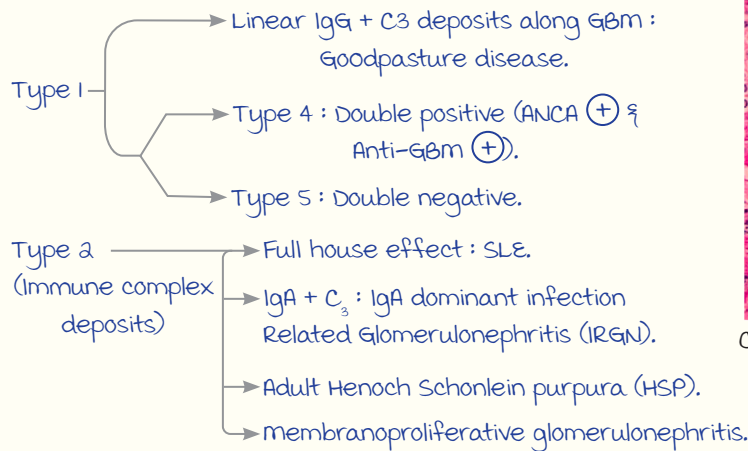 Linear IgG + C3 deposits along GBM :
Goodpasture disease.
Type 1
Type 4 : Double positive (ANCA ⊕ &
Anti-GBM ⊕).
Type 5 : Double negative.
Type 2
(Immune complex
deposits)
Full house effect : SLE.
IgA + C₃ : IgA dominant infection
Related Glomerulonephritis (IRGN).
Adult Henoch Schonlein purpura (HSP).
Membranoproliferative glomerulonephritis.